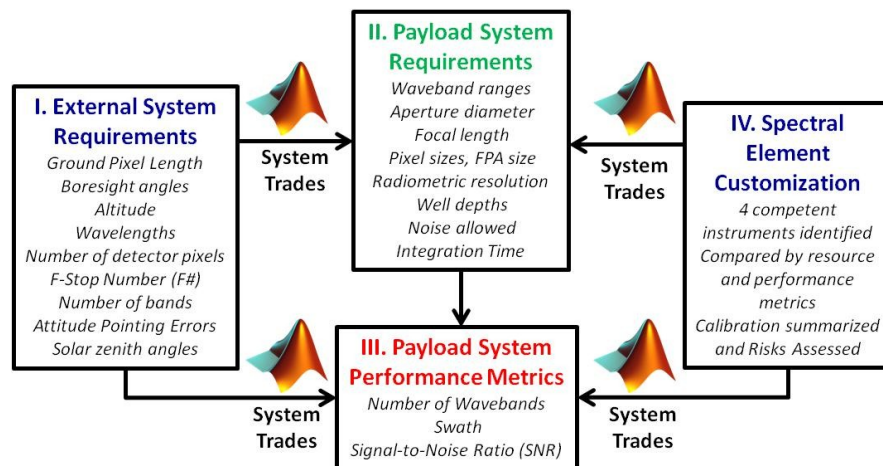 I. External System
Requirements
Ground Pixel Length
Boresight angles
Altitude
Wavelengths
Number of detector pixels
F-Stop Number (F#)
Number of bands
Attitude Pointing Errors
Solar zenith angles
System
Trades
II. Payload System
Requirements
Waveband ranges
Aperture diameter
Focal length
Pixel sizes, FPA size
Radiometric resolution
Well depths
Noise allowed
Integration Time
System
Trades
IV. Spectral
Element
Customization
4 competent
instruments identified
Compared by resource
and performance
metrics
Calibration summarized
and Risks Assessed
System
Trades
III. Payload System
Performance Metrics
Number of Wavebands
Swath
Signal-to-Noise Ratio (SNR)
System
Trades